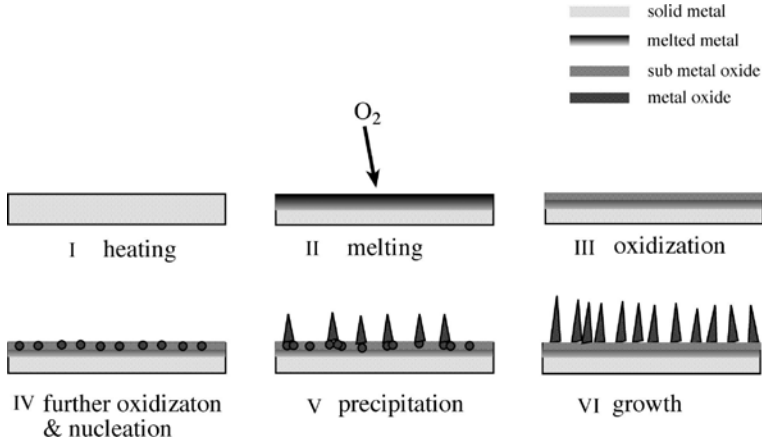 solid metal
melted metal
sub metal oxide
metal oxide
O₂
I heating
II melting
III oxidization
IV further oxidizaton
& nucleation
V precipitation
VI growth